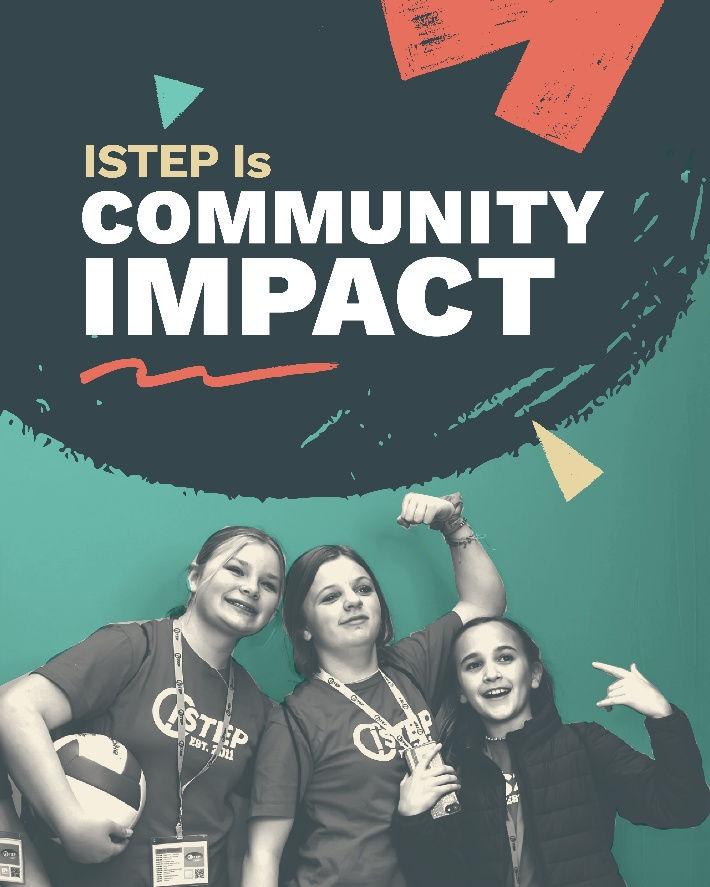 ISTEP Is
COMMUNITY
IMPACT
ISTEP
EST. 2011
ISTEP